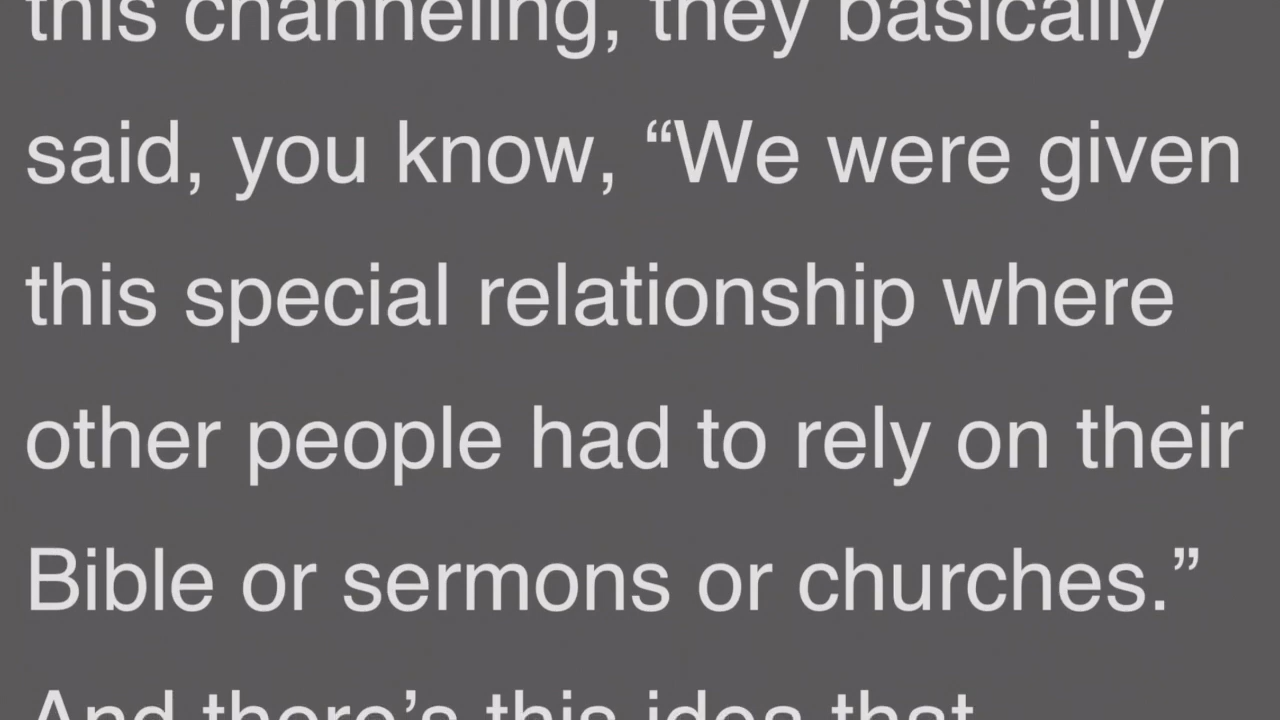 this channeling, they basically
said, you know, “We were given
this special relationship where
other people had to rely on their
Bible or sermons or churches.”
And there’s this idea that